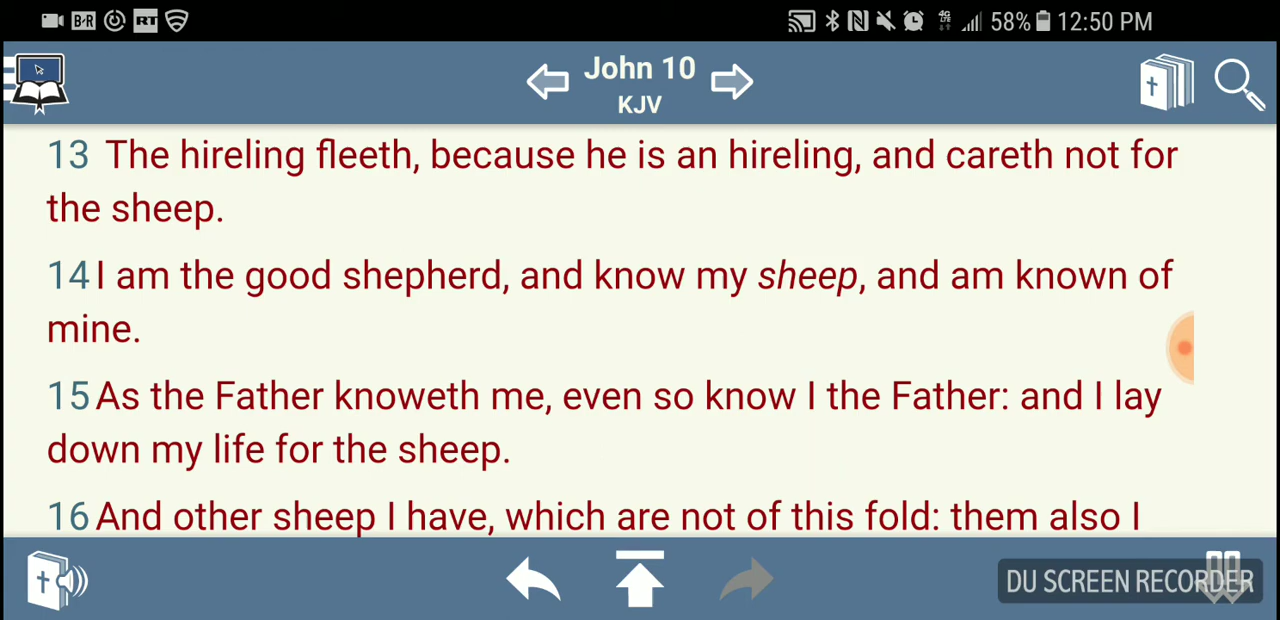 B/R RT 4G LTE 58% 12:50 PM
John 10
KJV
13 The hireling fleeth, because he is an hireling, and careth not for
the sheep.
14 I am the good shepherd, and know my sheep, and am known of
mine.
15 As the Father knoweth me, even so know I the Father: and I lay
down my life for the sheep.
16 And other sheep I have, which are not of this fold: them also I
DU SCREEN RECORDER